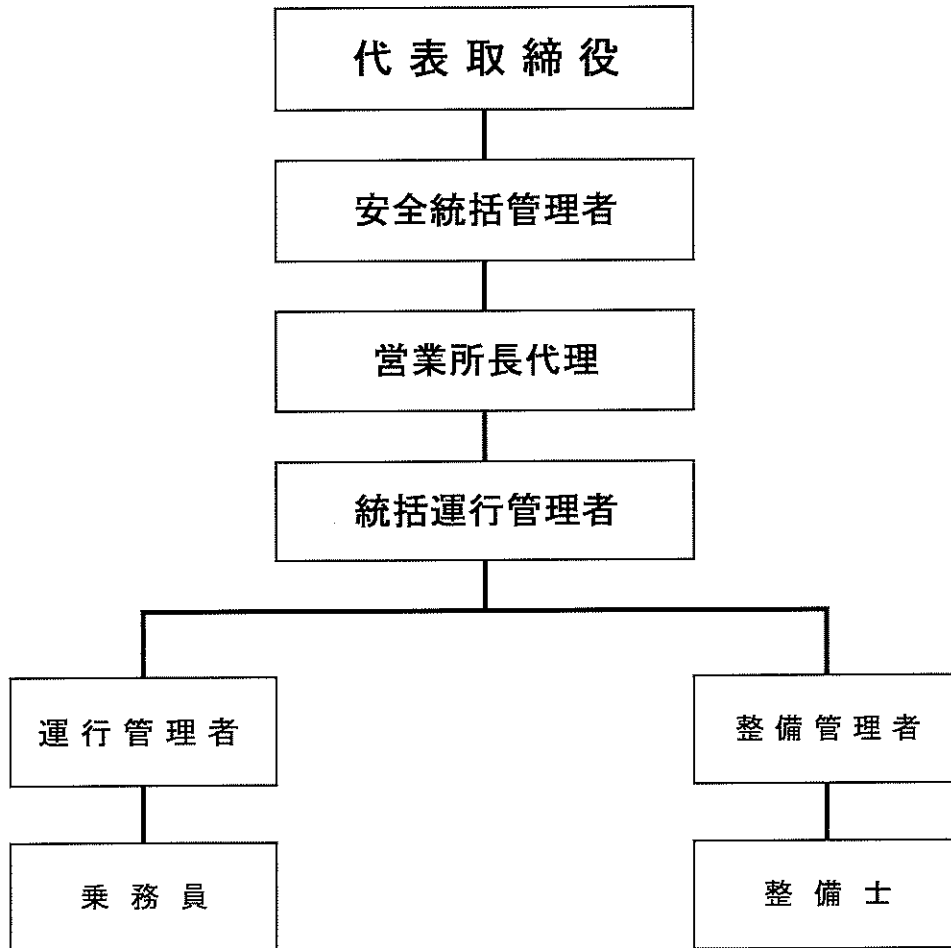 代表取締役
安全統括管理者
営業所長代理
統括運行管理者
運行管理者
整備管理者
乗務員
整備士